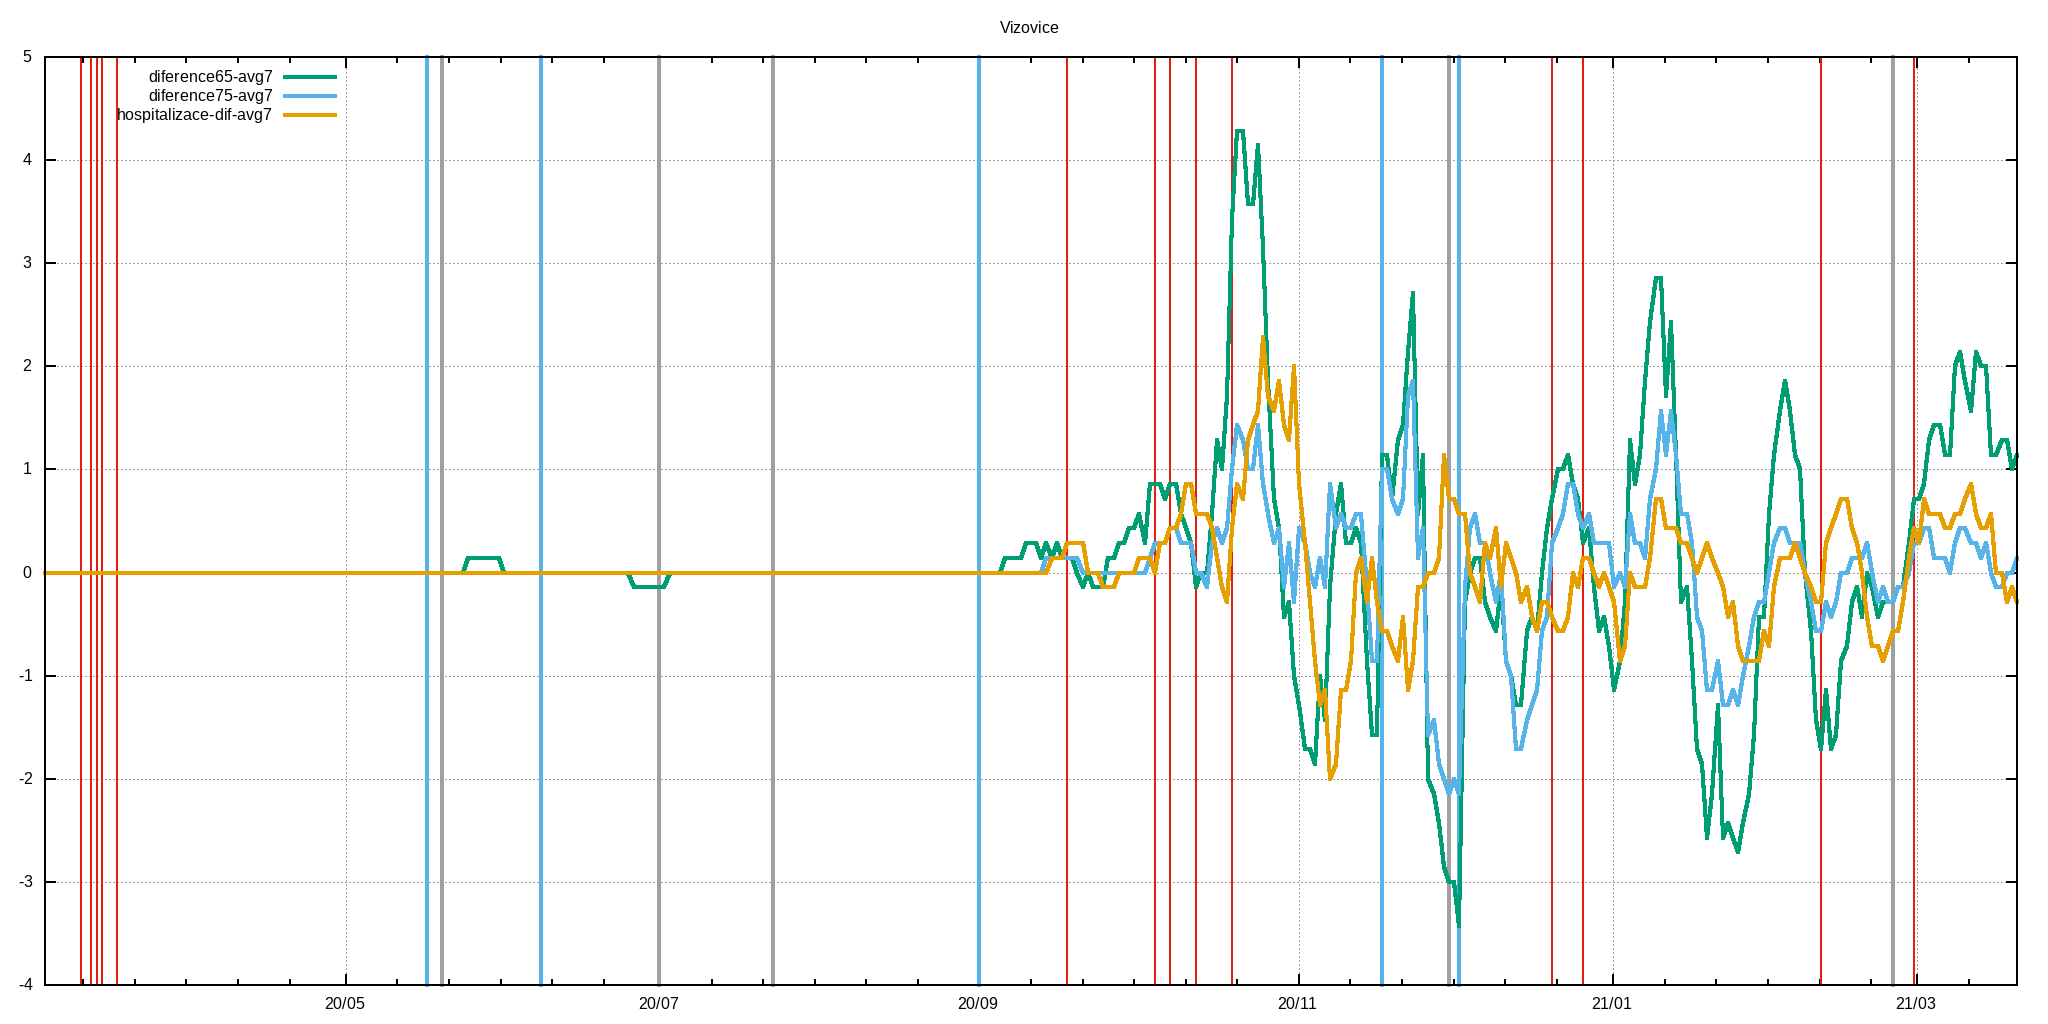 Vizovice
diference65-avg7
diference75-avg7
hospitalizace-dif-avg7
5
4
3
2
1
0
-1
-2
-3
-4
20/05 20/07 20/09 20/11 21/01 21/03